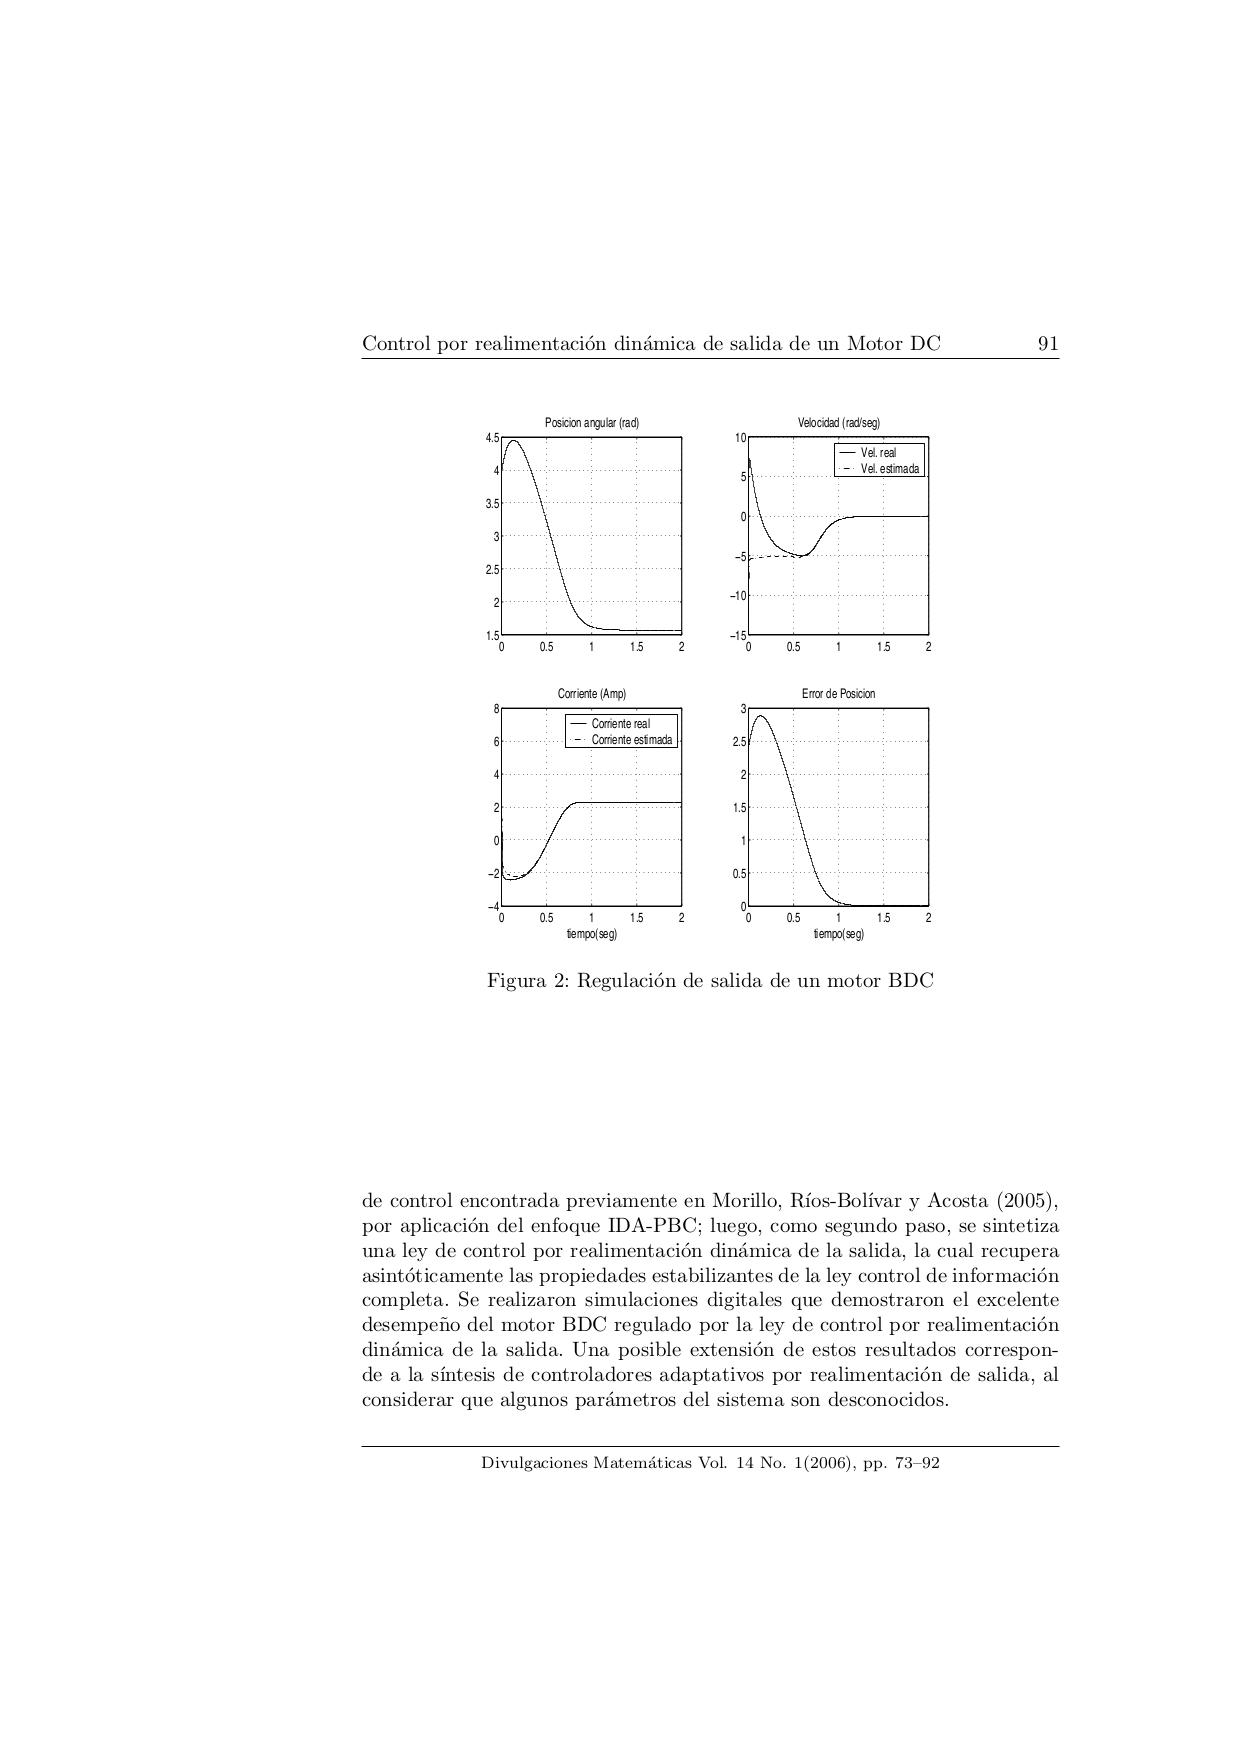 Control por realimentación dinámica de salida de un Motor DC 91
Posicion angular (rad)
4.5
4
3.5
3
2.5
2
1.5
0 0.5 1 1.5 2
Velocidad (rad/seg)
10
5
0
−5
−10
−15
0 0.5 1 1.5 2
Vel. real
Vel. estimada
Corriente (Amp)
8
6
4
2
0
−2
−4
0 0.5 1 1.5 2
tiempo(seg)
Corriente real
Corriente estimada
Error de Posicion
3
2.5
2
1.5
1
0.5
0
0 0.5 1 1.5 2
tiempo(seg)
Figura 2: Regulación de salida de un motor BDC
de control encontrada previamente en Morillo, Ríos-Bolívar y Acosta (2005),
por aplicación del enfoque IDA-PBC; luego, como segundo paso, se sintetiza
una ley de control por realimentación dinámica de la salida, la cual recupera
asintóticamente las propiedades estabilizantes de la ley control de información
completa. Se realizaron simulaciones digitales que demostraron el excelente
desempeño del motor BDC regulado por la ley de control por realimentación
dinámica de la salida. Una posible extensión de estos resultados correspon-
de a la síntesis de controladores adaptativos por realimentación de salida, al
considerar que algunos parámetros del sistema son desconocidos.
Divulgaciones Matemáticas Vol. 14 No. 1(2006), pp. 73–92